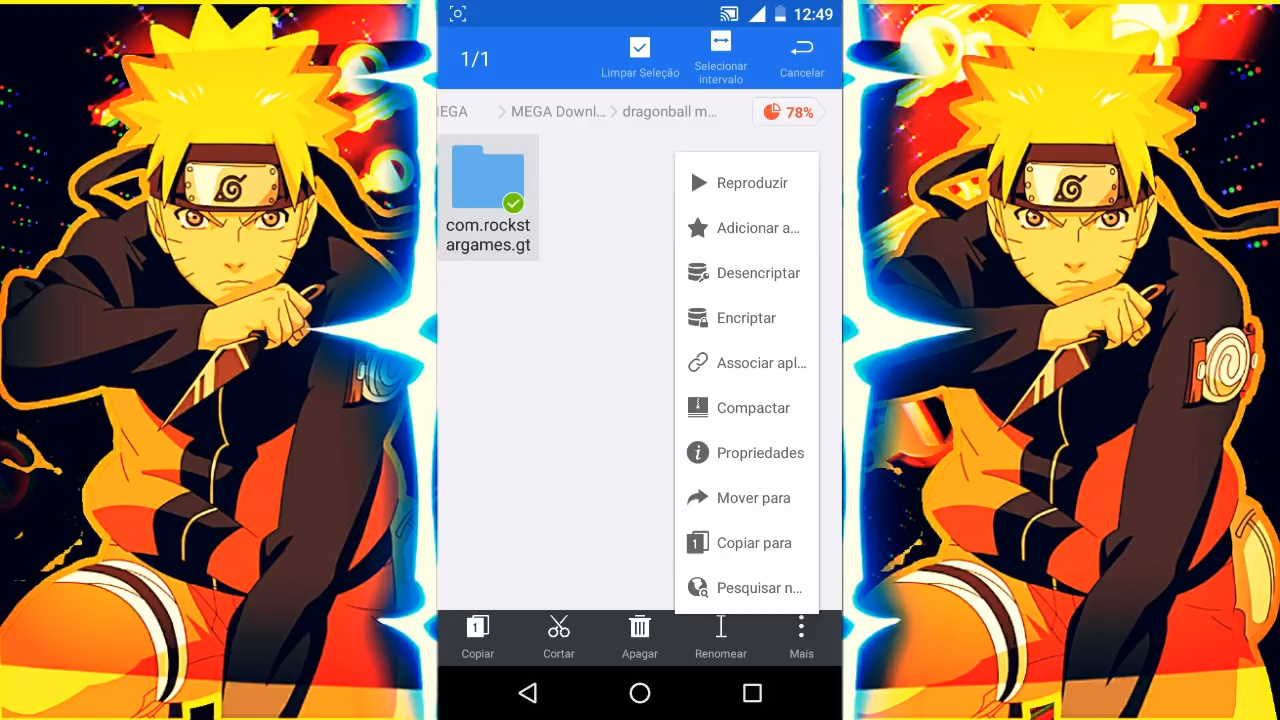 12:49
1/1
Limpar Seleção
Selecionar
intervalo
Cancelar
IEGA
MEGA Downl...
dragonball m...
78%
com.rockst
argames.gt
Reproduzir
Adicionar a...
Desencriptar
Encriptar
Associar apl...
Compactar
Propriedades
Mover para
Copiar para
Pesquisar n...
Copiar
Cortar
Apagar
Renomear
Mais